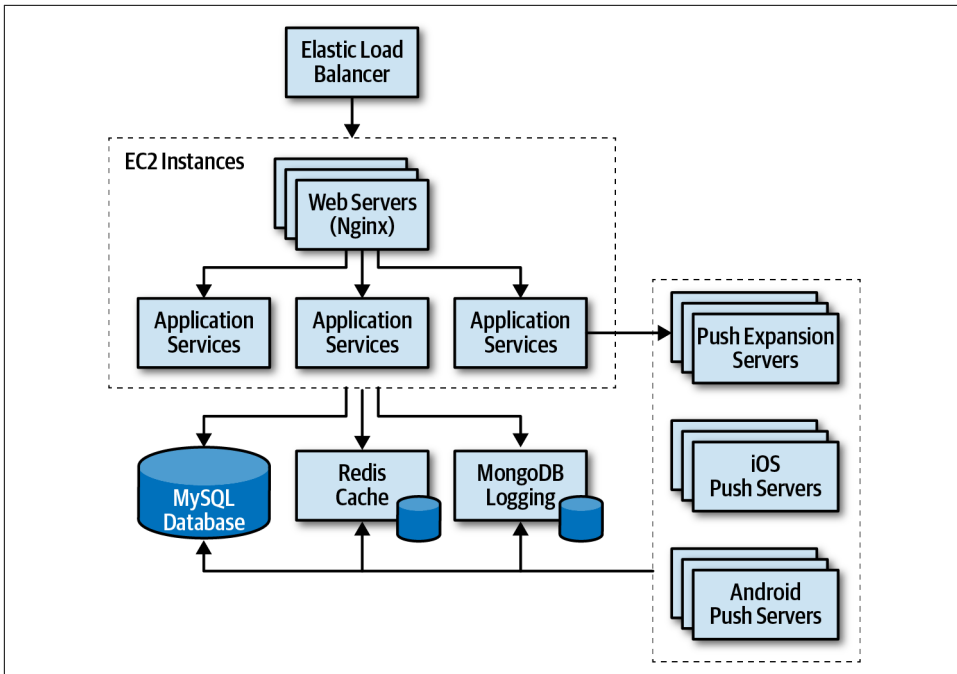 Elastic Load
Balancer
EC2 Instances
Web Servers
(Nginx)
Application
Services
Application
Services
Application
Services
Push Expansion
Servers
MySQL
Database
Redis
Cache
MongoDB
Logging
iOS
Push Servers
Android
Push Servers